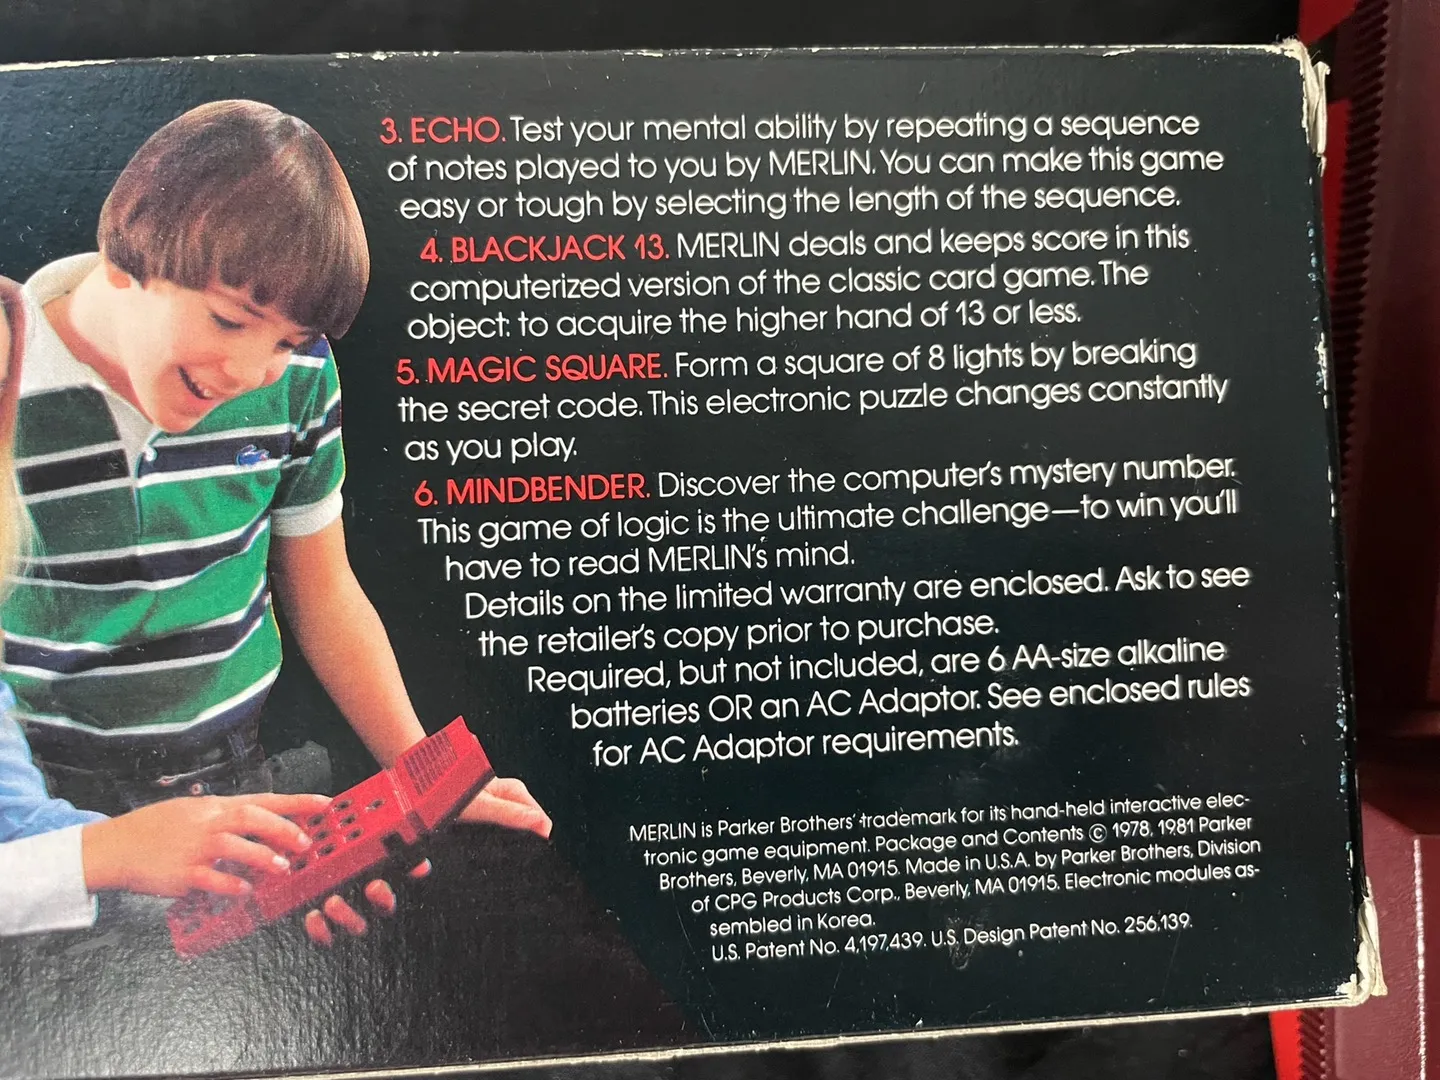 3. ECHO. Test your mental ability by repeating a sequence
of notes played to you by MERLIN. You can make this game
easy or tough by selecting the length of the sequence.
4. BLACKJACK 13. MERLIN deals and keeps score in this
computerized version of the classic card game. The
object: to acquire the higher hand of 13 or less.
5. MAGIC SQUARE. Form a square of 8 lights by breaking
the secret code. This electronic puzzle changes constantly
as you play.
6. MINDBENDER. Discover the computer's mystery number.
This game of logic is the ultimate challenge—to win you'll
have to read MERLIN's mind.
Details on the limited warranty are enclosed. Ask to see
the retailer's copy prior to purchase.
Required, but not included, are 6 AA-size alkaline
batteries OR an AC Adaptor. See enclosed rules
for AC Adaptor requirements.
MERLIN is Parker Brothers' trademark for its hand-held interactive elec-
tronic game equipment. Package and Contents © 1978, 1981 Parker
Brothers, Beverly, MA 01915. Made in U.S.A. by Parker Brothers, Division
of CPG Products Corp., Beverly, MA 01915. Electronic modules as-
sembled in Korea.
U.S. Patent No. 4,197,439. U.S. Design Patent No. 256,139.